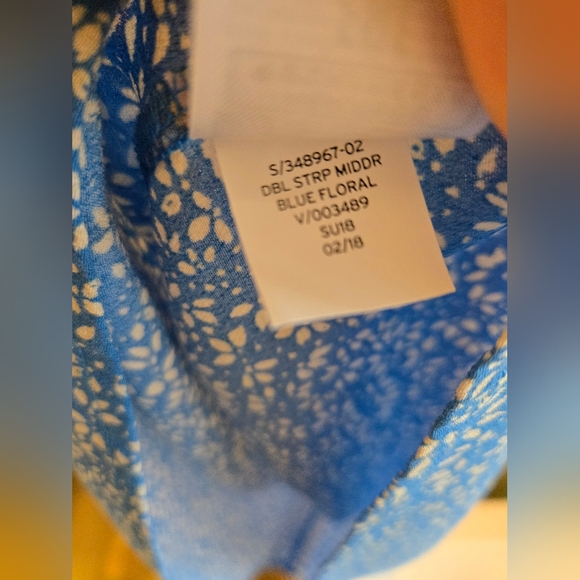 S/348967-02
DBL STRP MIDDR
BLUE FLORAL
V/003489
SU18
02/18